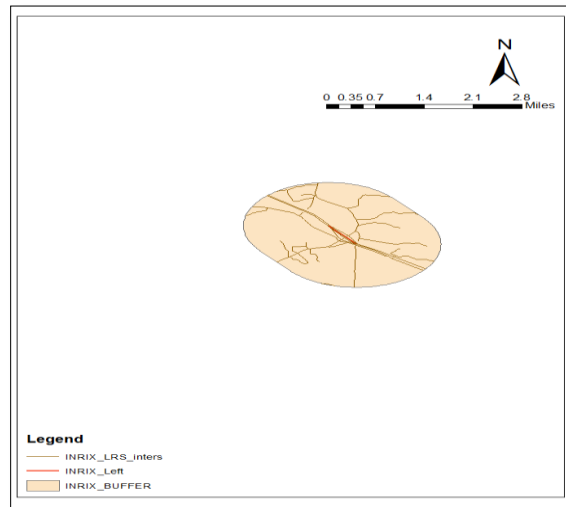 N
0 0.35 0.7 1.4 2.1 2.8
Miles
Legend
INRIX_LRS_inters
INRIX_Left
INRIX_BUFFER